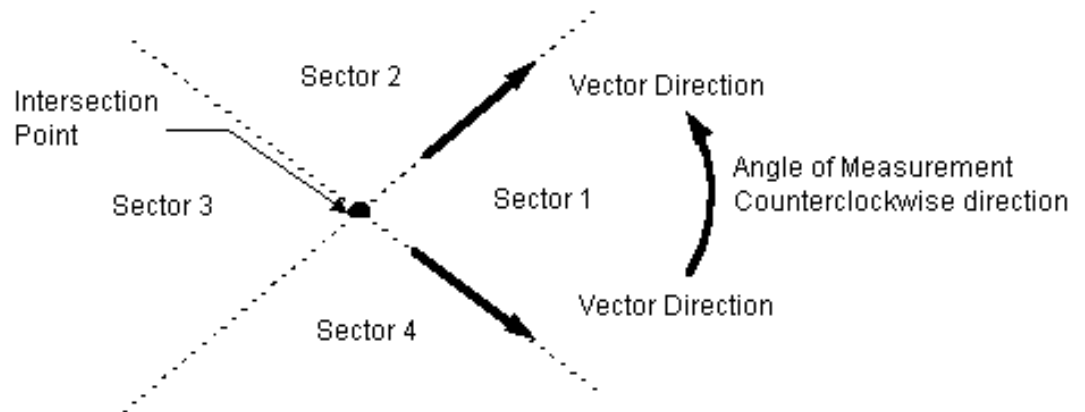 Sector 2
Vector Direction
Intersection
Point
Angle of Measurement
Counterclockwise direction
Sector 3
Sector 1
Vector Direction
Sector 4